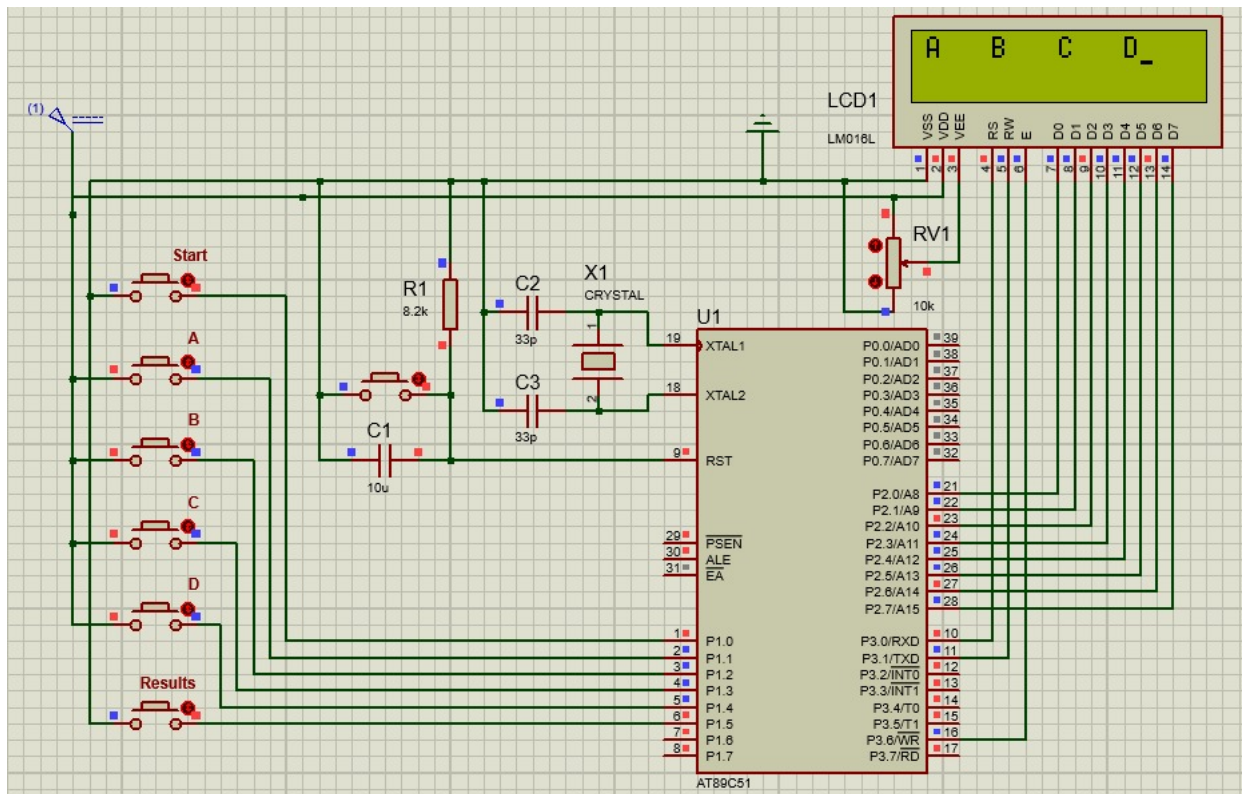 A B C D_
LCD1
LM016L
VSS
VDD
VEE
RS
RW
E
D0
D1
D2
D3
D4
D5
D6
D7
1
2
3
4
5
6
7
8
9
10
11
12
13
14
(1)
RV1
10k
Start
A
B
C
D
Results
R1
8.2k
C1
10u
C2
33p
C3
33p
X1
CRYSTAL
1
2
U1
19 XTAL1
18 XTAL2
9 RST
29 PSEN
30 ALE
31 EA
1 P1.0
2 P1.1
3 P1.2
4 P1.3
5 P1.4
6 P1.5
7 P1.6
8 P1.7
P0.0/AD0 39
P0.1/AD1 38
P0.2/AD2 37
P0.3/AD3 36
P0.4/AD4 35
P0.5/AD5 34
P0.6/AD6 33
P0.7/AD7 32
P2.0/A8 21
P2.1/A9 22
P2.2/A10 23
P2.3/A11 24
P2.4/A12 25
P2.5/A13 26
P2.6/A14 27
P2.7/A15 28
P3.0/RXD 10
P3.1/TXD 11
P3.2/INT0 12
P3.3/INT1 13
P3.4/T0 14
P3.5/T1 15
P3.6/WR 16
P3.7/RD 17
AT89C51